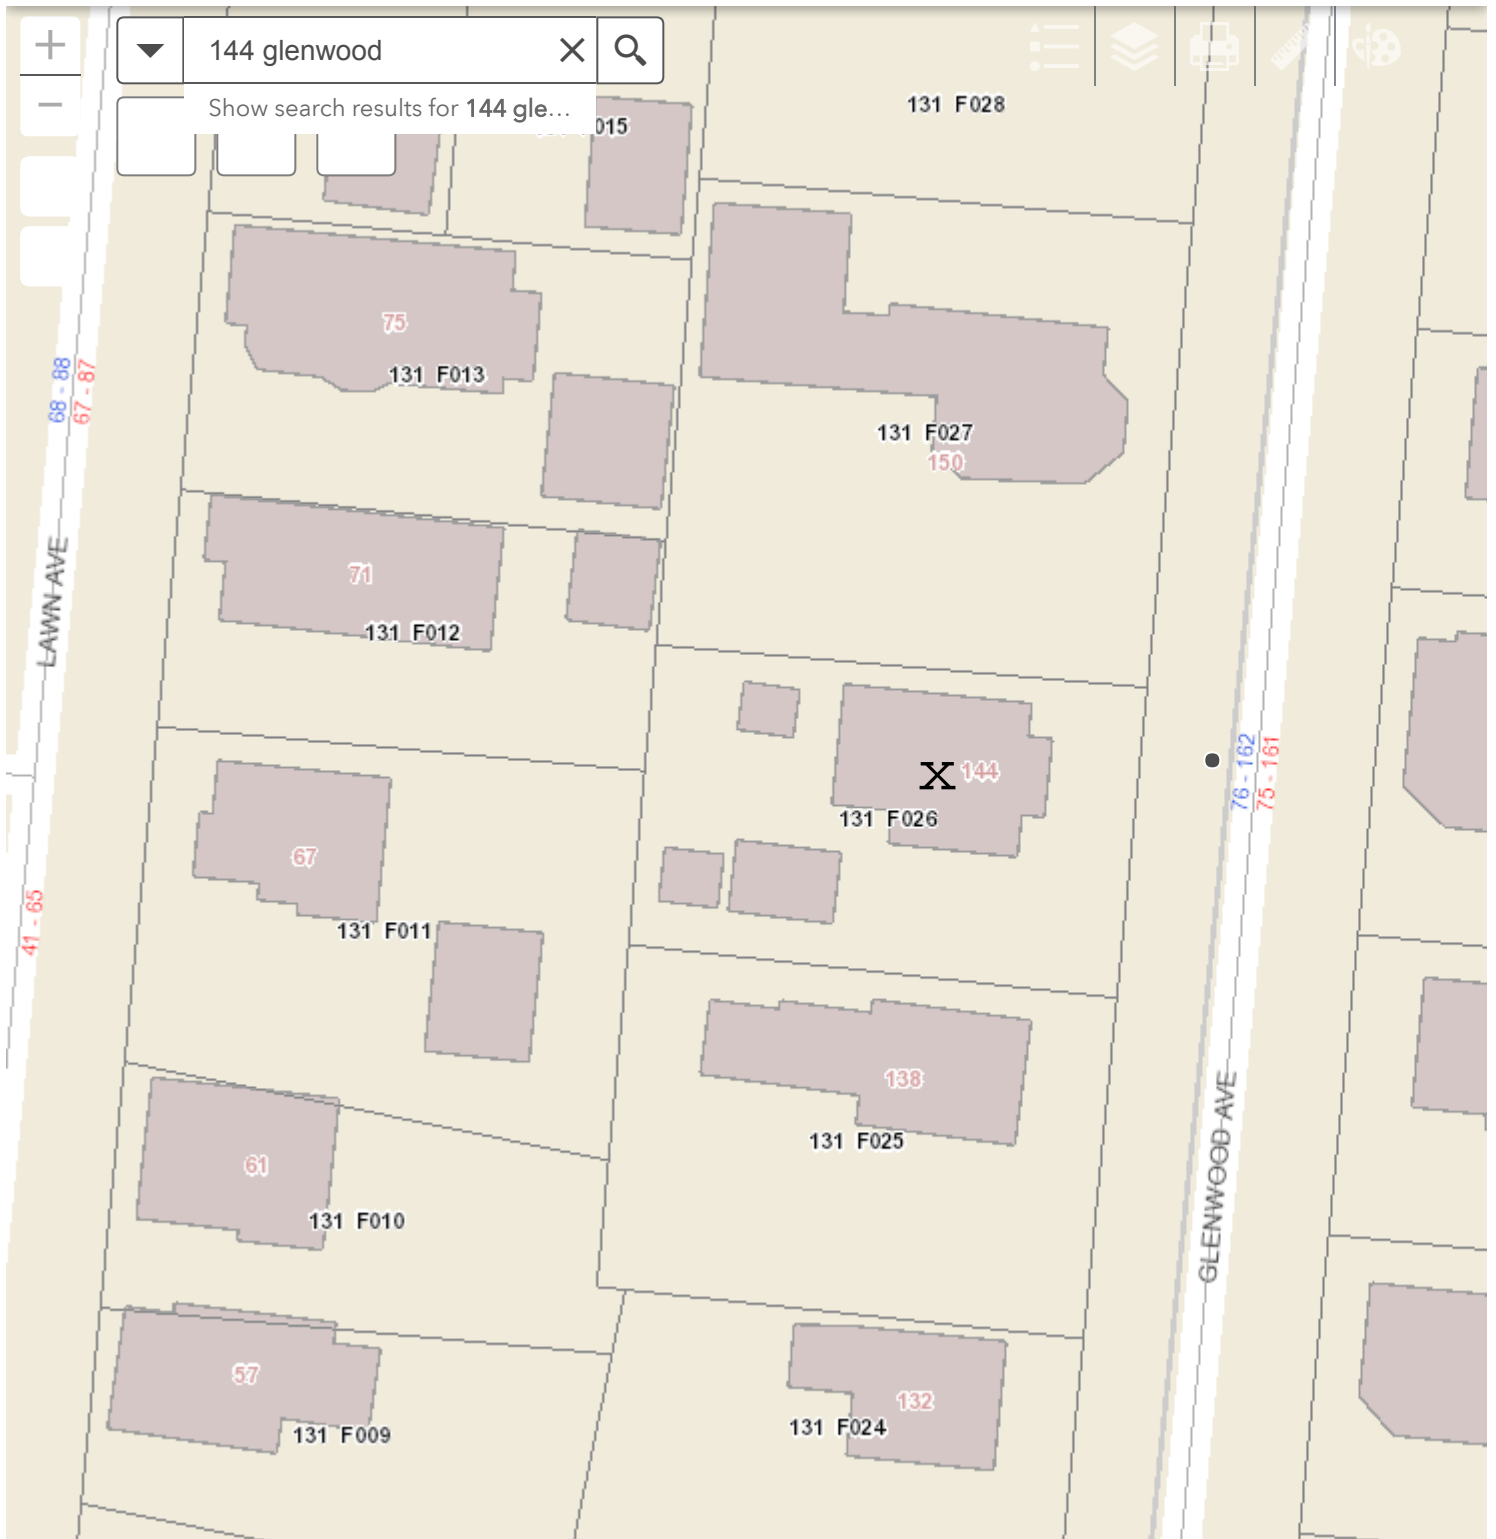 144 glenwood
Show search results for 144 gle...
015
131 F028
75
131 F013
68 - 88
67 - 87
131 F027
150
LAWN AVE
71
131 F012
144
X
131 F026
76 - 162
75 - 161
67
131 F011
41 - 65
138
131 F025
GLENWOOD AVE
61
131 F010
57
131 F009
132
131 F024